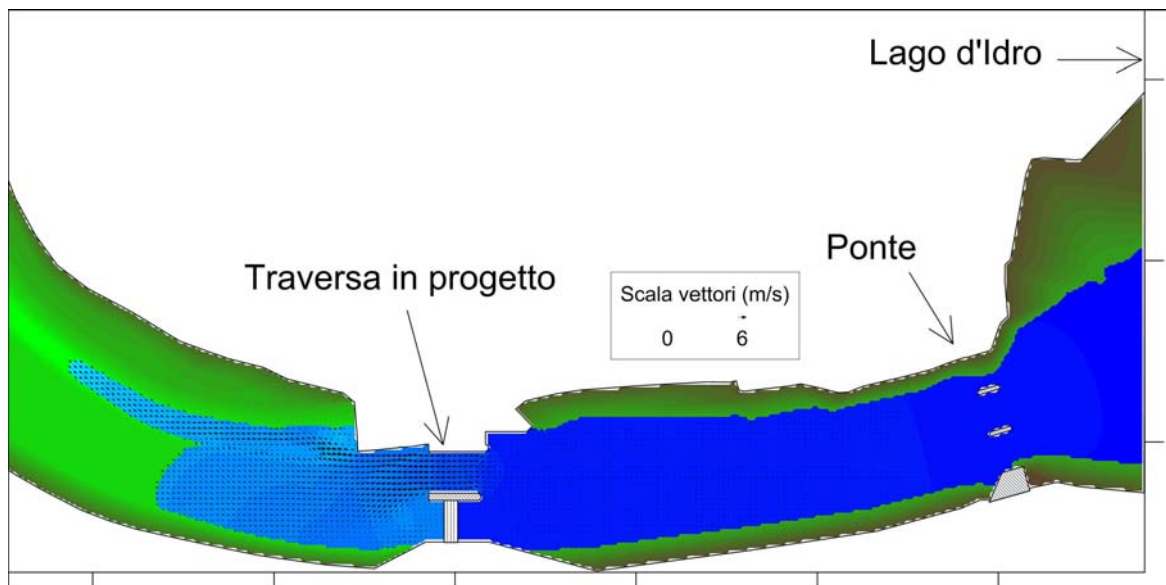 Lago d'Idro
Ponte
Traversa in progetto
Scala vettori (m/s)
0 6